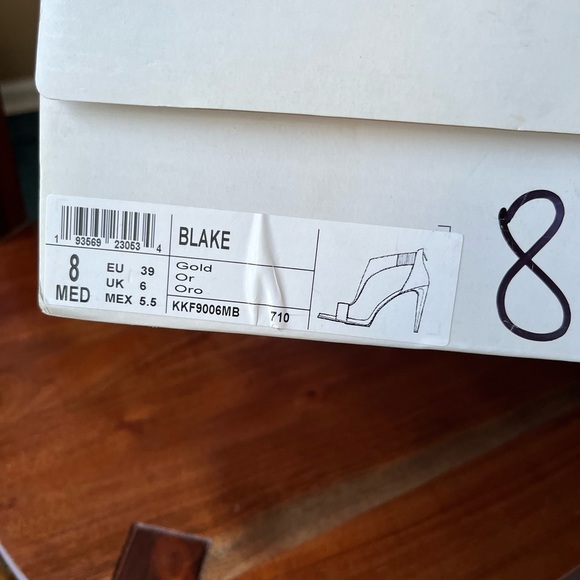 1 93569 23053 4
8
MED
EU 39
UK 6
MEX 5.5
BLAKE
Gold
Or
Oro
KKF9006MB 710
8